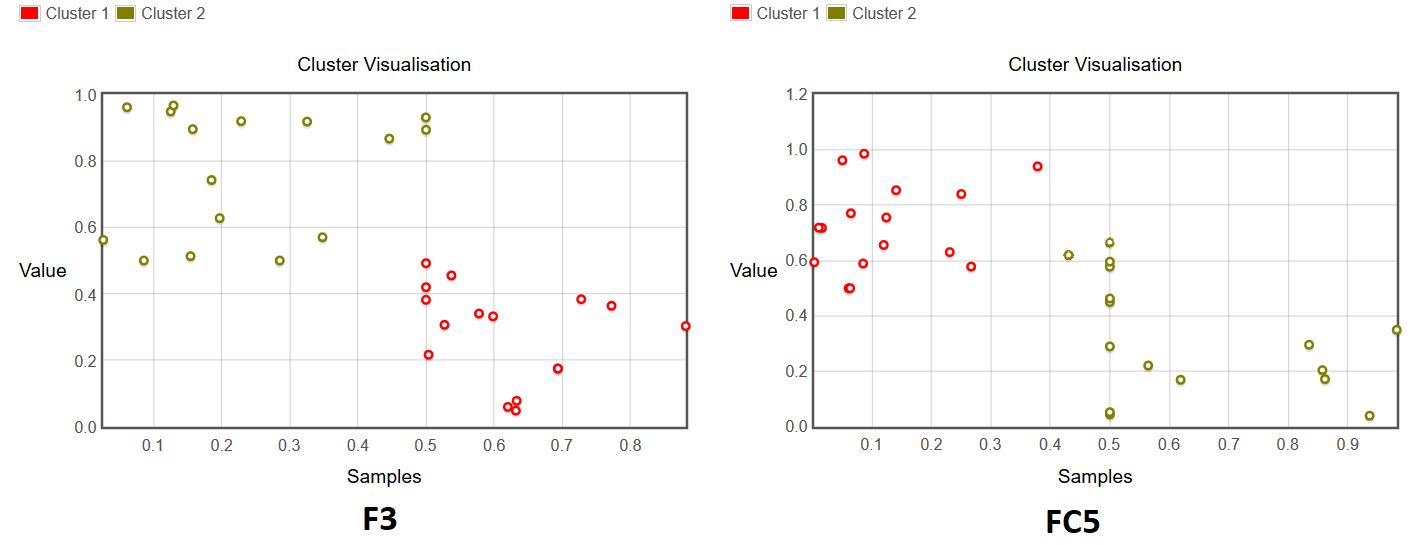 Cluster 1 Cluster 2
Cluster Visualisation
1.0
0.8
0.6
0.4
0.2
0.0
Value
0.1 0.2 0.3 0.4 0.5 0.6 0.7 0.8
Samples
F3
Cluster 1 Cluster 2
Cluster Visualisation
1.2
1.0
0.8
0.6
0.4
0.2
0.0
Value
0.1 0.2 0.3 0.4 0.5 0.6 0.7 0.8 0.9
Samples
FC5